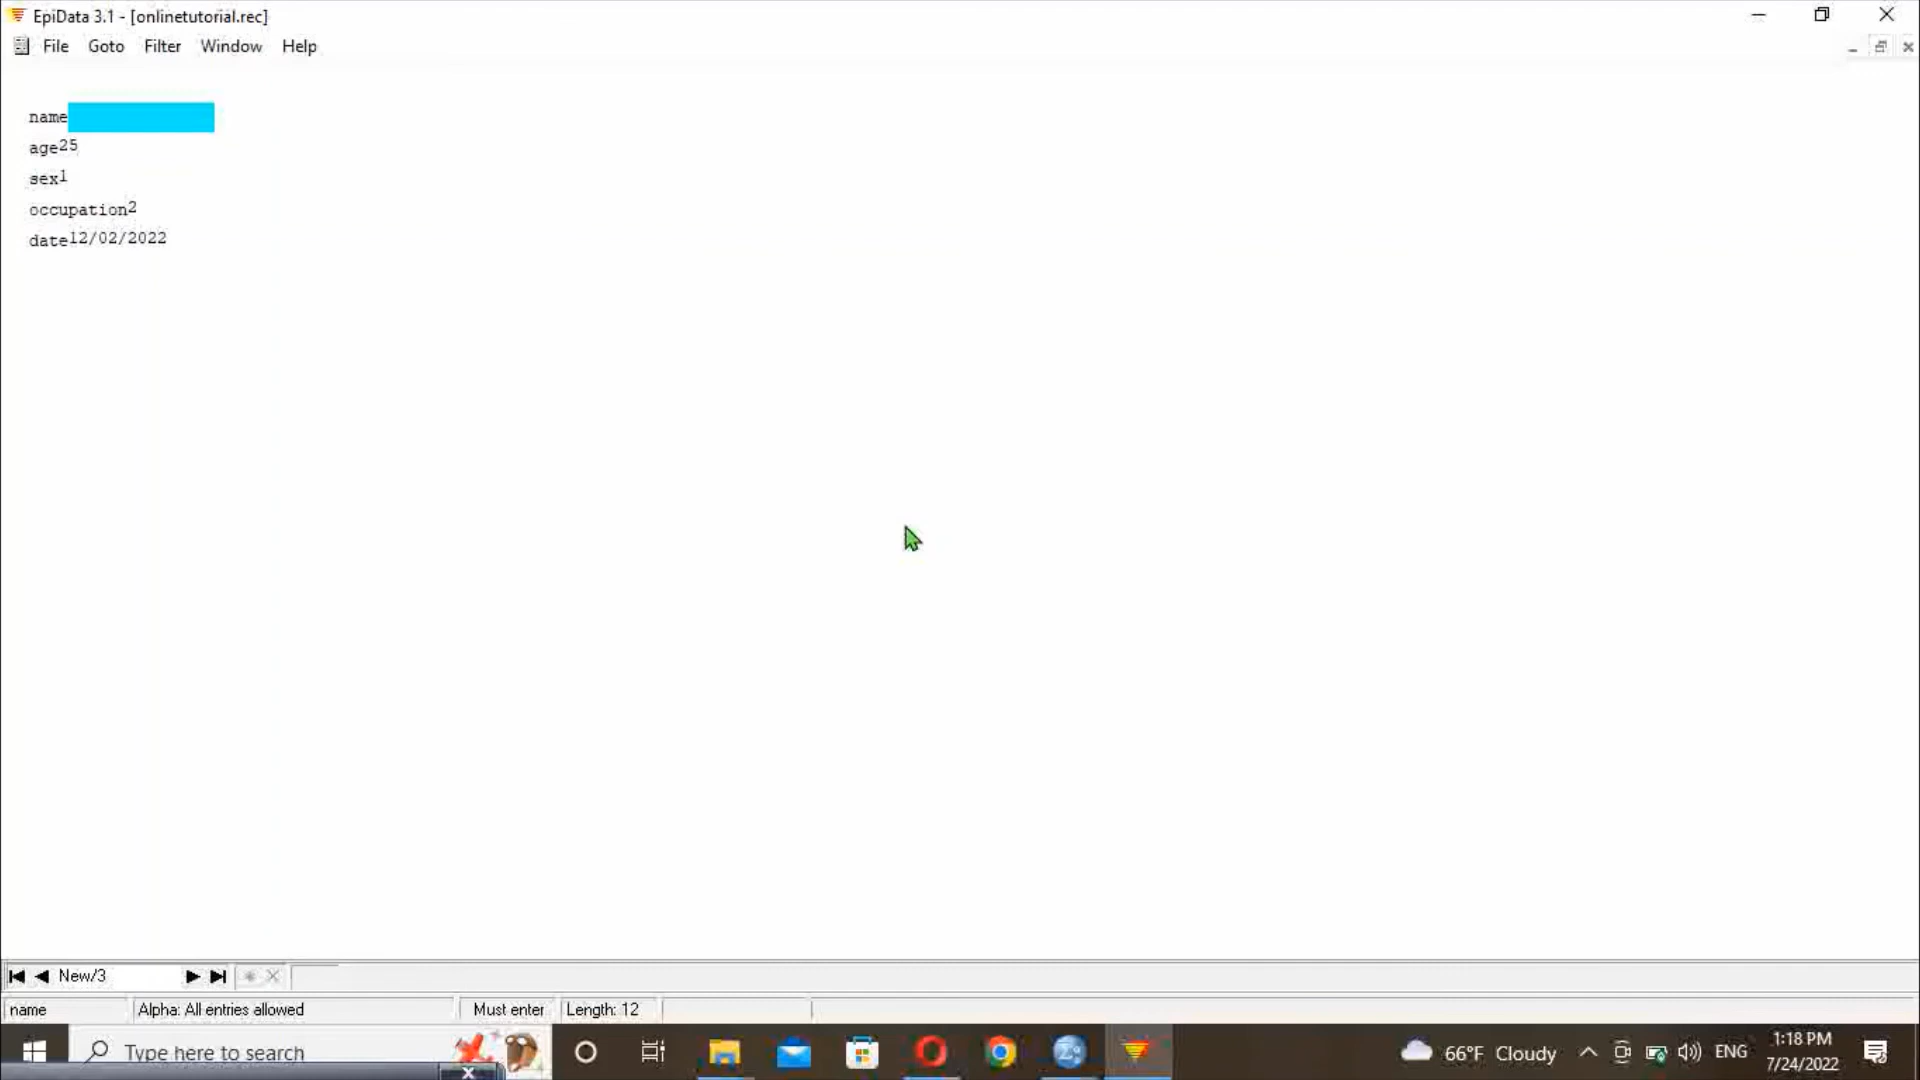 EpiData 3.1 - [onlinetutorial.rec]
File Goto Filter Window Help
name
age25
sex1
occupation2
date12/02/2022
New/3
name Alpha: All entries allowed Must enter Length: 12
Type here to search 66°F Cloudy ENG 1:18 PM
7/24/2022